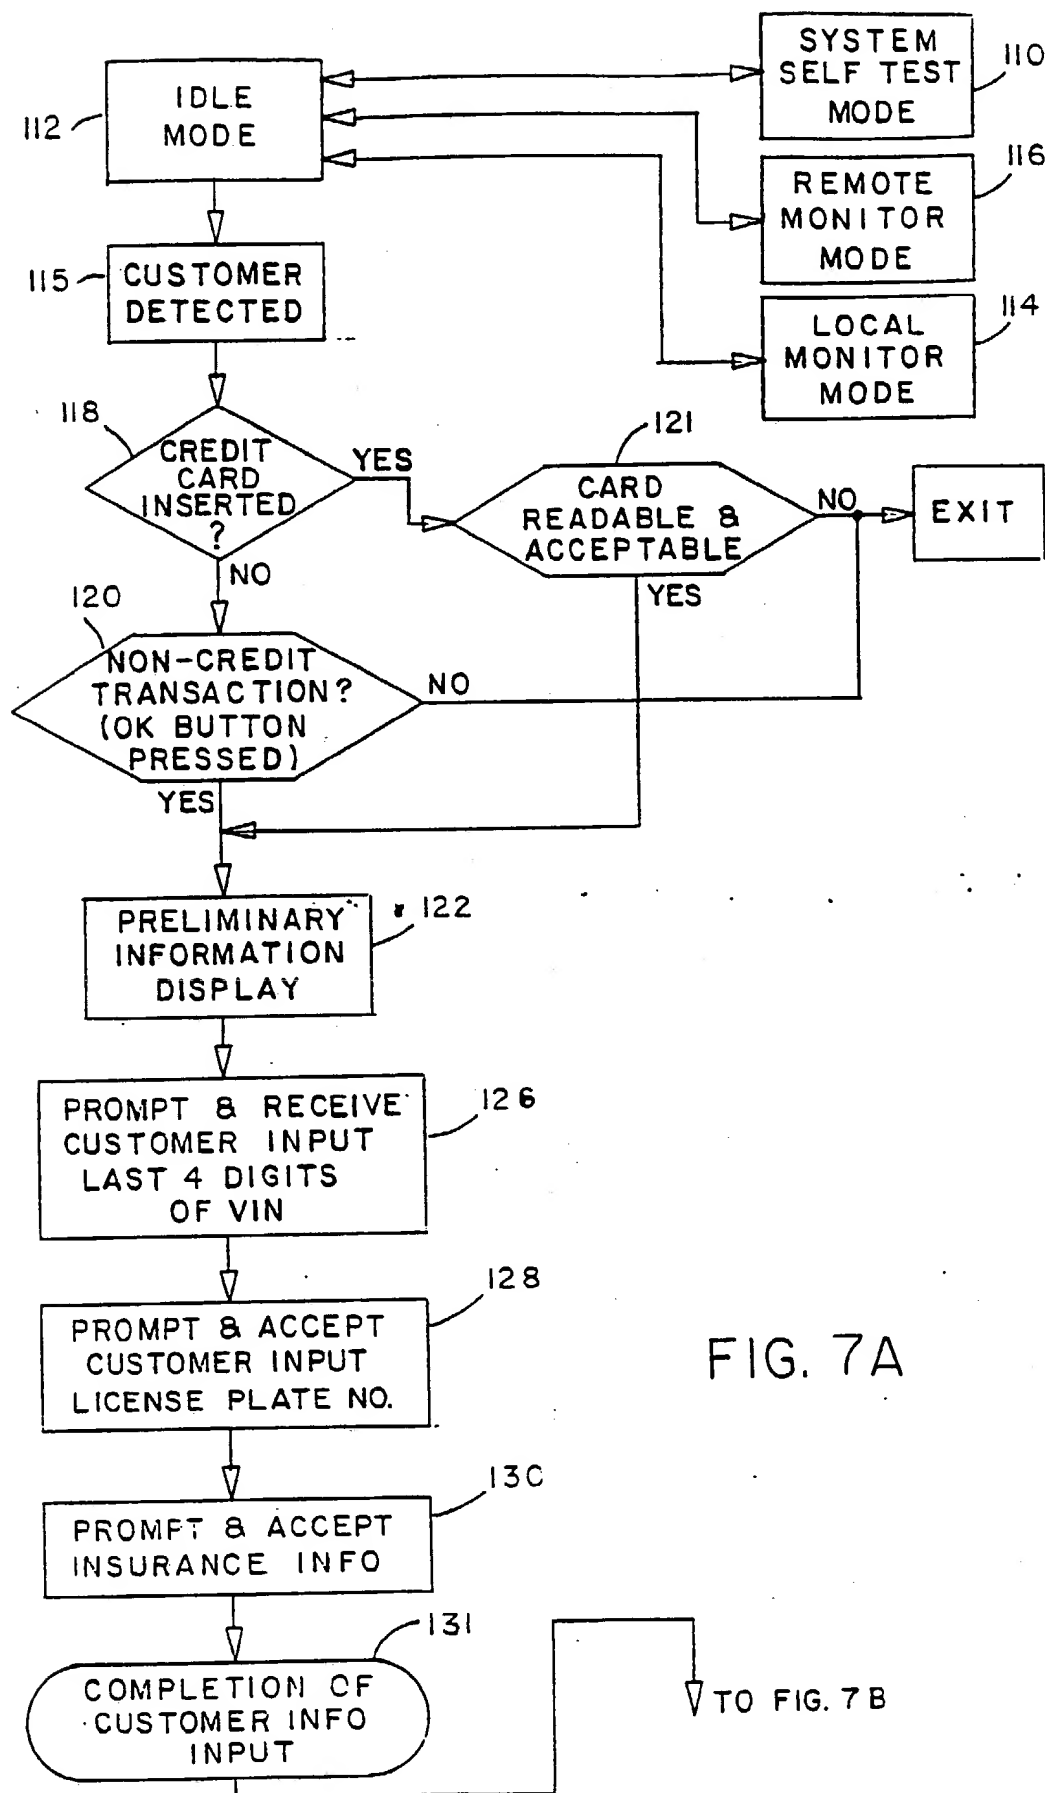 SYSTEM
SELF TEST
MODE
110
IDLE
MODE
112
REMOTE
MONITOR
MODE
116
CUSTOMER
DETECTED
115
LOCAL
MONITOR
MODE
114
118
CREDIT
CARD
INSERTED
?
YES
NO
121
CARD
READABLE &
ACCEPTABLE
NO
YES
EXIT
120
NON-CREDIT
TRANSACTION?
(OK BUTTON
PRESSED)
NO
YES
PRELIMINARY
INFORMATION
DISPLAY
122
PROMPT & RECEIVE
CUSTOMER INPUT
LAST 4 DIGITS
OF VIN
126
PROMPT & ACCEPT
CUSTOMER INPUT
LICENSE PLATE NO.
128
FIG. 7A
PROMPT & ACCEPT
INSURANCE INFO
130
COMPLETION OF
CUSTOMER INFO
INPUT
131
TO FIG. 7B